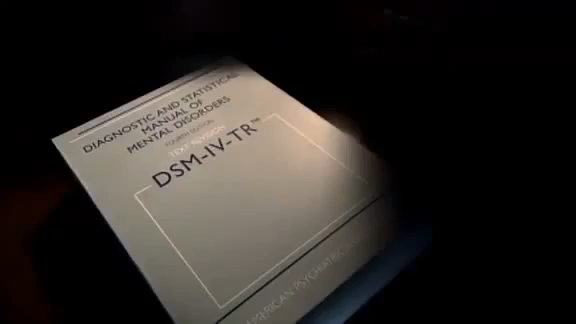 DIAGNOSTIC AND STATISTICAL
MANUAL OF
MENTAL DISORDERS
FOURTH EDITION
TEXT REVISION
DSM-IV-TR™
AMERICAN PSYCHIATRIC